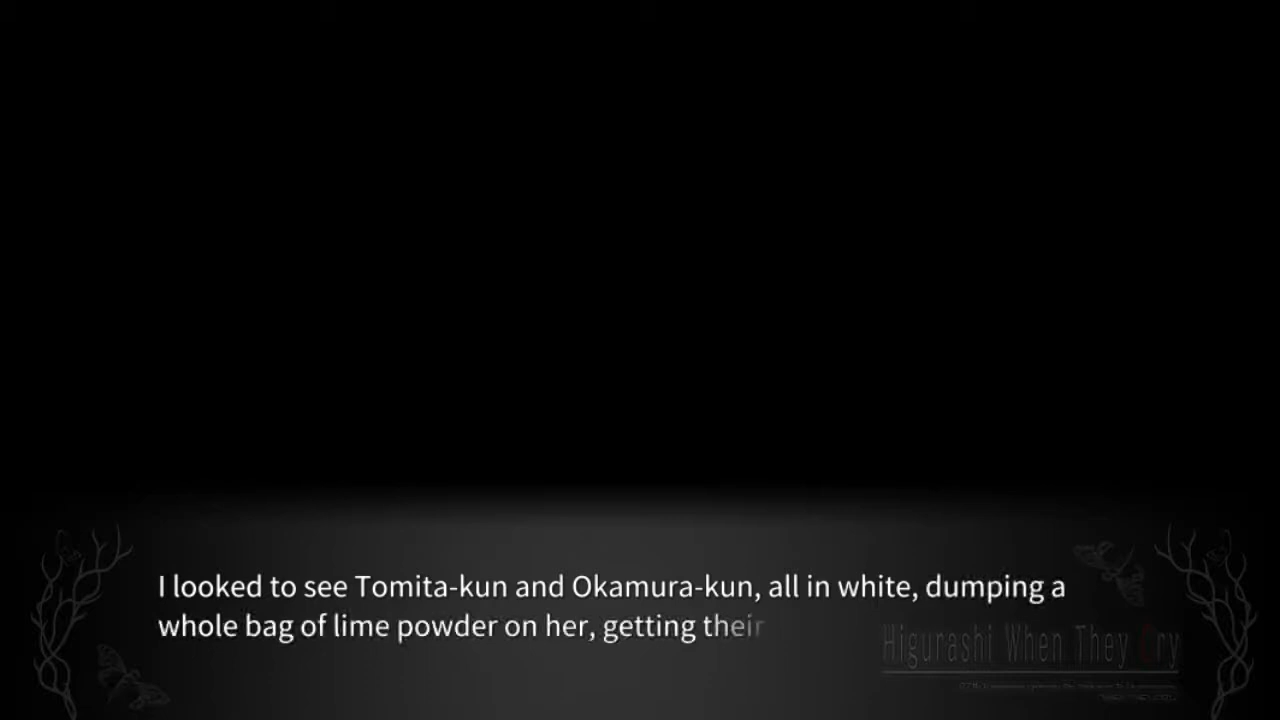 I looked to see Tomita-kun and Okamura-kun, all in white, dumping a
whole bag of lime powder on her, getting their
Higurashi When They Cry